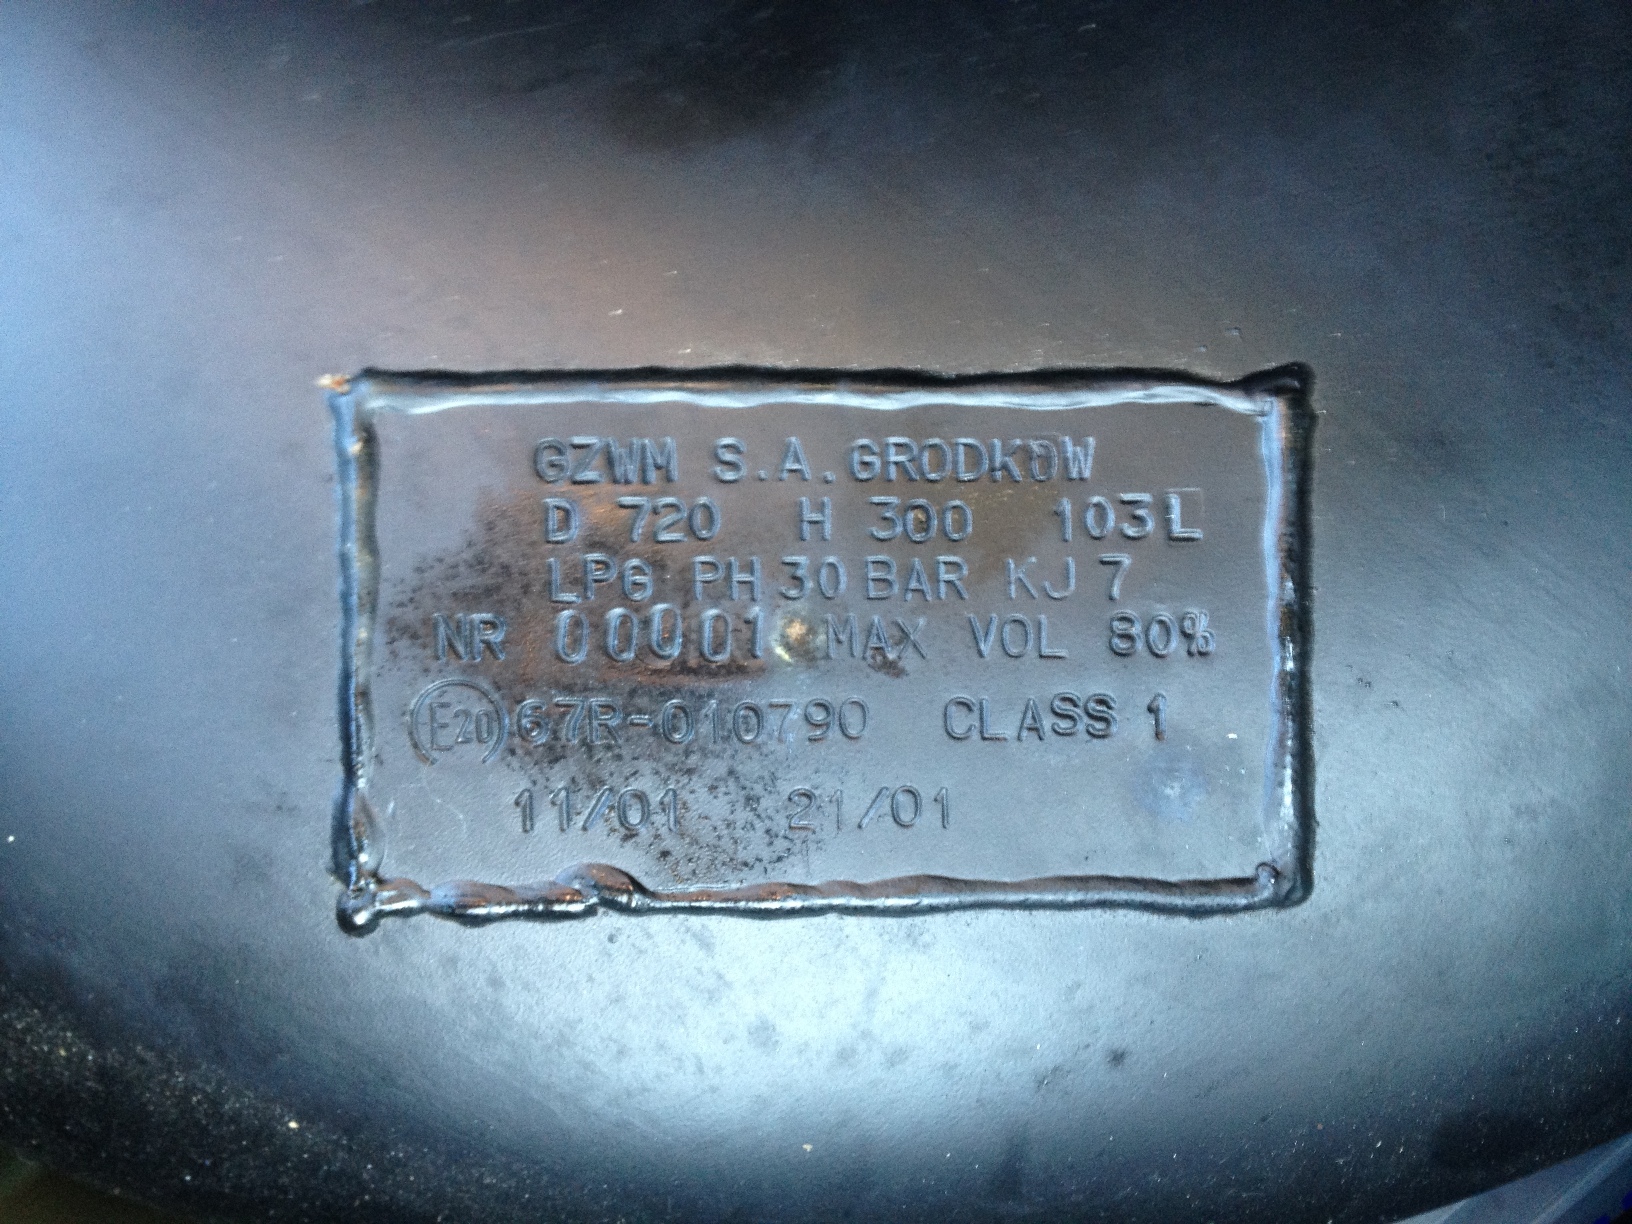 GZWM S.A. GRODKÓW
D 720 H 300 103L
LPG PH 30 BAR KJ 7
NR 00001 MAX VOL 80%
E20 67R-010790 CLASS 1
11/01 21/01